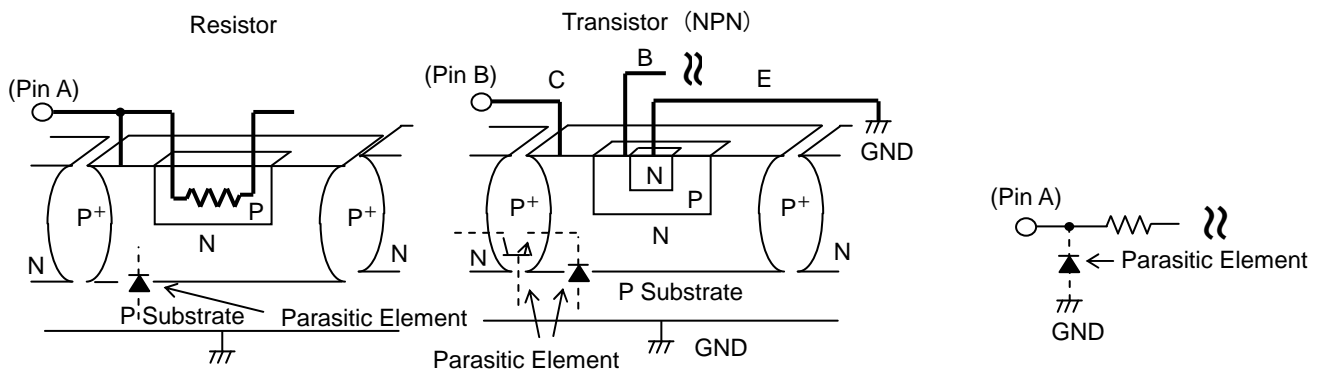 Resistor
Transistor（NPN）
(Pin A)
(Pin B)
C
B
E
GND
P+
N
P
N
P+
N
P Substrate
Parasitic Element
N
P+
N
P
N
P+
N
P Substrate
GND
Parasitic Element
(Pin A)
Parasitic Element
GND